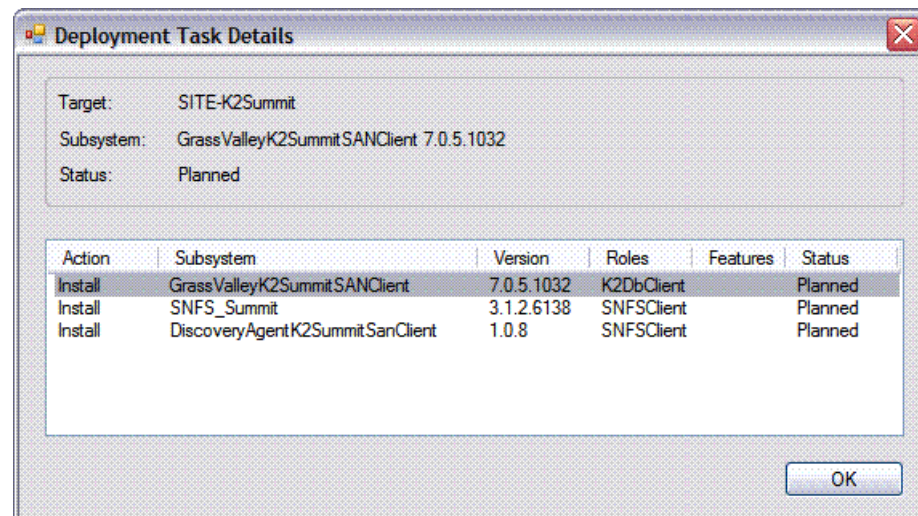 Deployment Task Details
Target: SITE-K2Summit
Subsystem: GrassValleyK2SummitSANClient 7.0.5.1032
Status: Planned
Action Subsystem Version Roles Features Status
Install GrassValleyK2SummitSANClient 7.0.5.1032 K2DbClient Planned
Install SNFS_Summit 3.1.2.6138 SNFSClient Planned
Install DiscoveryAgentK2SummitSanClient 1.0.8 SNFSClient Planned
OK